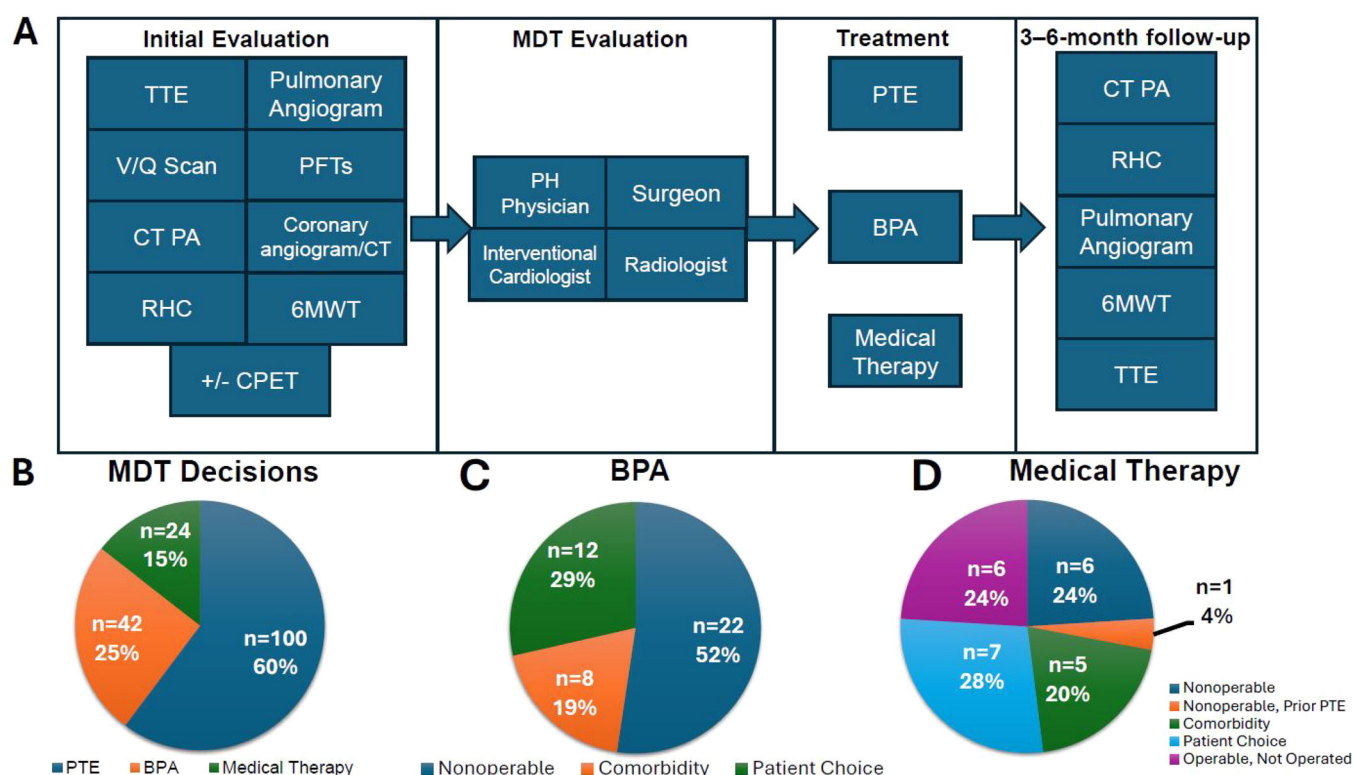 A
Initial Evaluation
TTE
Pulmonary
Angiogram
V/Q Scan
PFTs
CT PA
Coronary
angiogram/CT
RHC
6MWT
+/- CPET
MDT Evaluation
PH
Physician
Surgeon
Interventional
Cardiologist
Radiologist
Treatment
PTE
BPA
Medical
Therapy
3–6-month follow-up
CT PA
RHC
Pulmonary
Angiogram
6MWT
TTE
B
MDT Decisions
n=24
15%
n=42
25%
n=100
60%
PTE
BPA
Medical Therapy
C
BPA
n=12
29%
n=22
52%
n=8
19%
Nonoperable
Comorbidity
Patient Choice
D
Medical Therapy
n=6
24%
n=6
24%
n=1
4%
n=7
28%
n=5
20%
Nonoperable
Nonoperable, Prior PTE
Comorbidity
Patient Choice
Operable, Not Operated